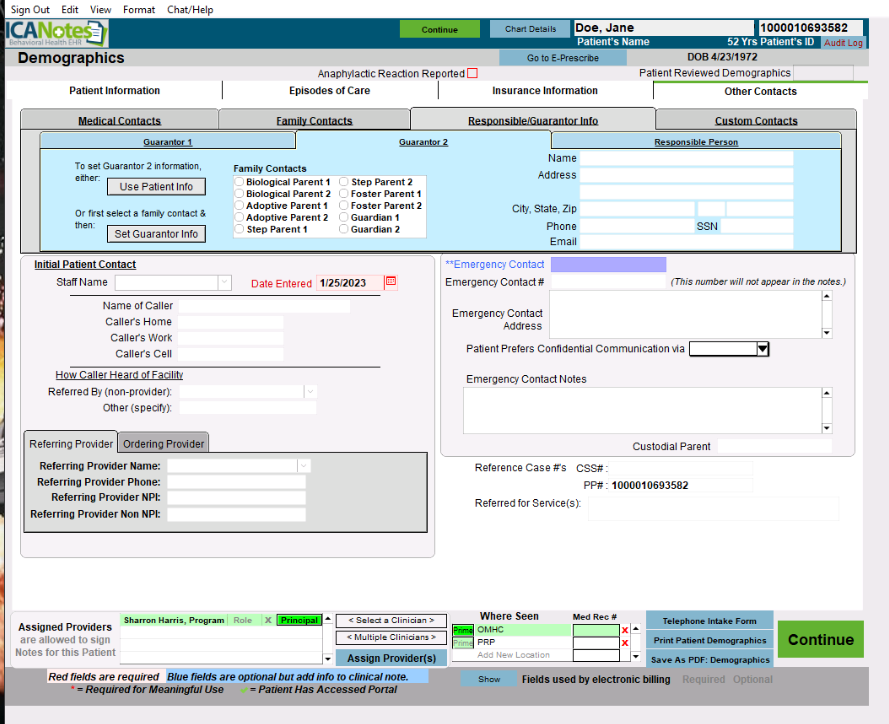 Sign Out Edit View Format Chat/Help
ICANotes
Behavioral Health EHR
Continue
Chart Details
Doe, Jane
1000010693582
Patient's Name
52 Yrs Patient's ID
Audit Log
Demographics
Go to E-Prescribe
DOB 4/23/1972
Anaphylactic Reaction Reported
Patient Reviewed Demographics
Patient Information
Episodes of Care
Insurance Information
Other Contacts
Medical Contacts
Family Contacts
Responsible/Guarantor Info
Custom Contacts
Guarantor 1
Guarantor 2
Responsible Person
To set Guarantor 2 information,
either:
Use Patient Info
Or first select a family contact &
then:
Set Guarantor Info
Family Contacts
Biological Parent 1 Step Parent 2
Biological Parent 2 Foster Parent 1
Adoptive Parent 1 Foster Parent 2
Adoptive Parent 2 Guardian 1
Step Parent 1 Guardian 2
Name
Address
City, State, Zip
Phone SSN
Email
Initial Patient Contact
Staff Name
Date Entered 1/25/2023
Name of Caller
Caller's Home
Caller's Work
Caller's Cell
How Caller Heard of Facility
Referred By (non-provider):
Other (specify):
Referring Provider Ordering Provider
Referring Provider Name:
Referring Provider Phone:
Referring Provider NPI:
Referring Provider Non NPI:
**Emergency Contact
Emergency Contact # (This number will not appear in the notes.)
Emergency Contact
Address
Patient Prefers Confidential Communication via
Emergency Contact Notes
Custodial Parent
Reference Case #'s CSS# :
PP# : 1000010693582
Referred for Service(s):
Assigned Providers
are allowed to sign
Notes for this Patient
Sharron Harris, Program Role X Principal
< Select a Clinician >
< Multiple Clinicians >
Assign Provider(s)
Where Seen Med Rec #
Prime OMHC X
Prime PRP X
Add New Location
Telephone Intake Form
Print Patient Demographics
Save As PDF: Demographics
Continue
Red fields are required Blue fields are optional but add info to clinical note.
* = Required for Meaningful Use = Patient Has Accessed Portal
Show Fields used by electronic billing Required Optional